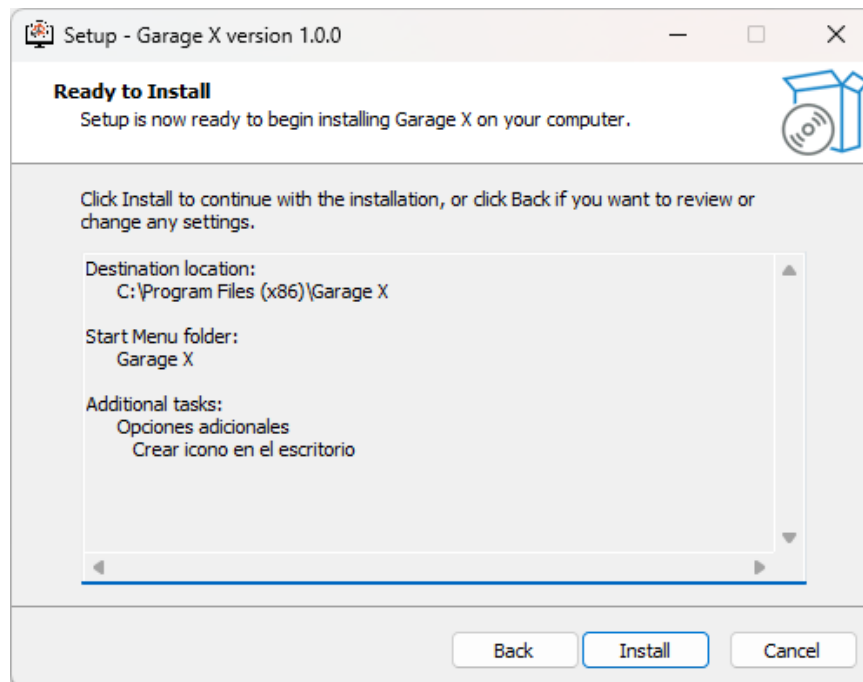 Setup - Garage X version 1.0.0
Ready to Install
Setup is now ready to begin installing Garage X on your computer.
Click Install to continue with the installation, or click Back if you want to review or
change any settings.
Destination location:
C:\Program Files (x86)\Garage X
Start Menu folder:
Garage X
Additional tasks:
Opciones adicionales
Crear icono en el escritorio
Back
Install
Cancel